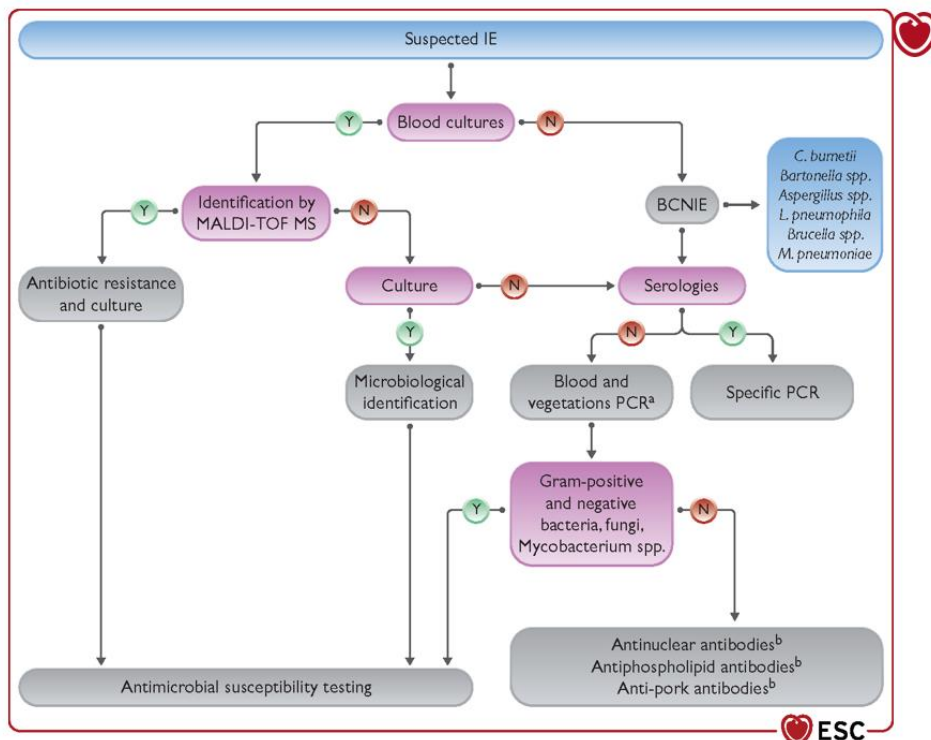 Suspected IE
Y
Blood cultures
N
C. burnetii
Bartonella spp.
Aspergillus spp.
L. pneumophila
Brucella spp.
M. pneumoniae
Y
Identification by
MALDI-TOF MS
N
BCNIE
Antibiotic resistance
and culture
Culture
N
Serologies
Y
N
Y
Microbiological
identification
Blood and
vegetations PCRᵃ
Specific PCR
Y
Gram-positive
and negative
bacteria, fungi,
Mycobacterium spp.
N
Antinuclear antibodiesᵇ
Antiphospholipid antibodiesᵇ
Anti-pork antibodiesᵇ
Antimicrobial susceptibility testing
ESC